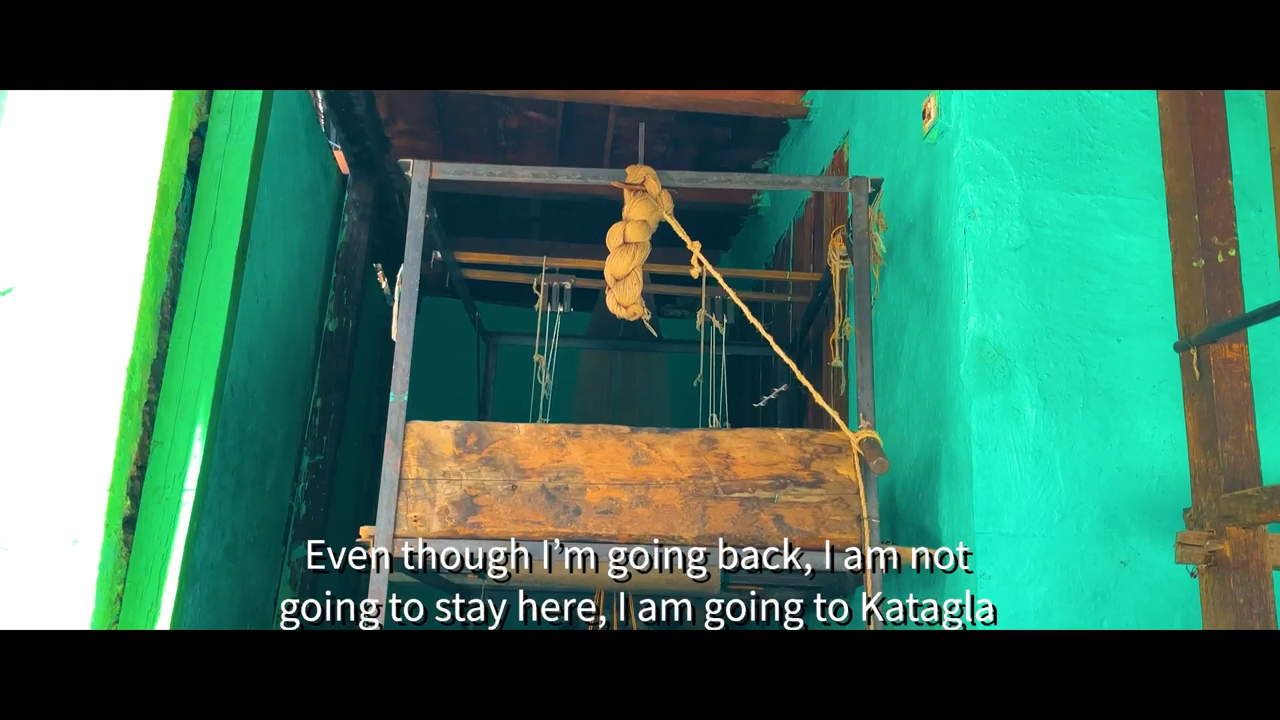 Even though I’m going back, I am not
going to stay here, I am going to Katagla